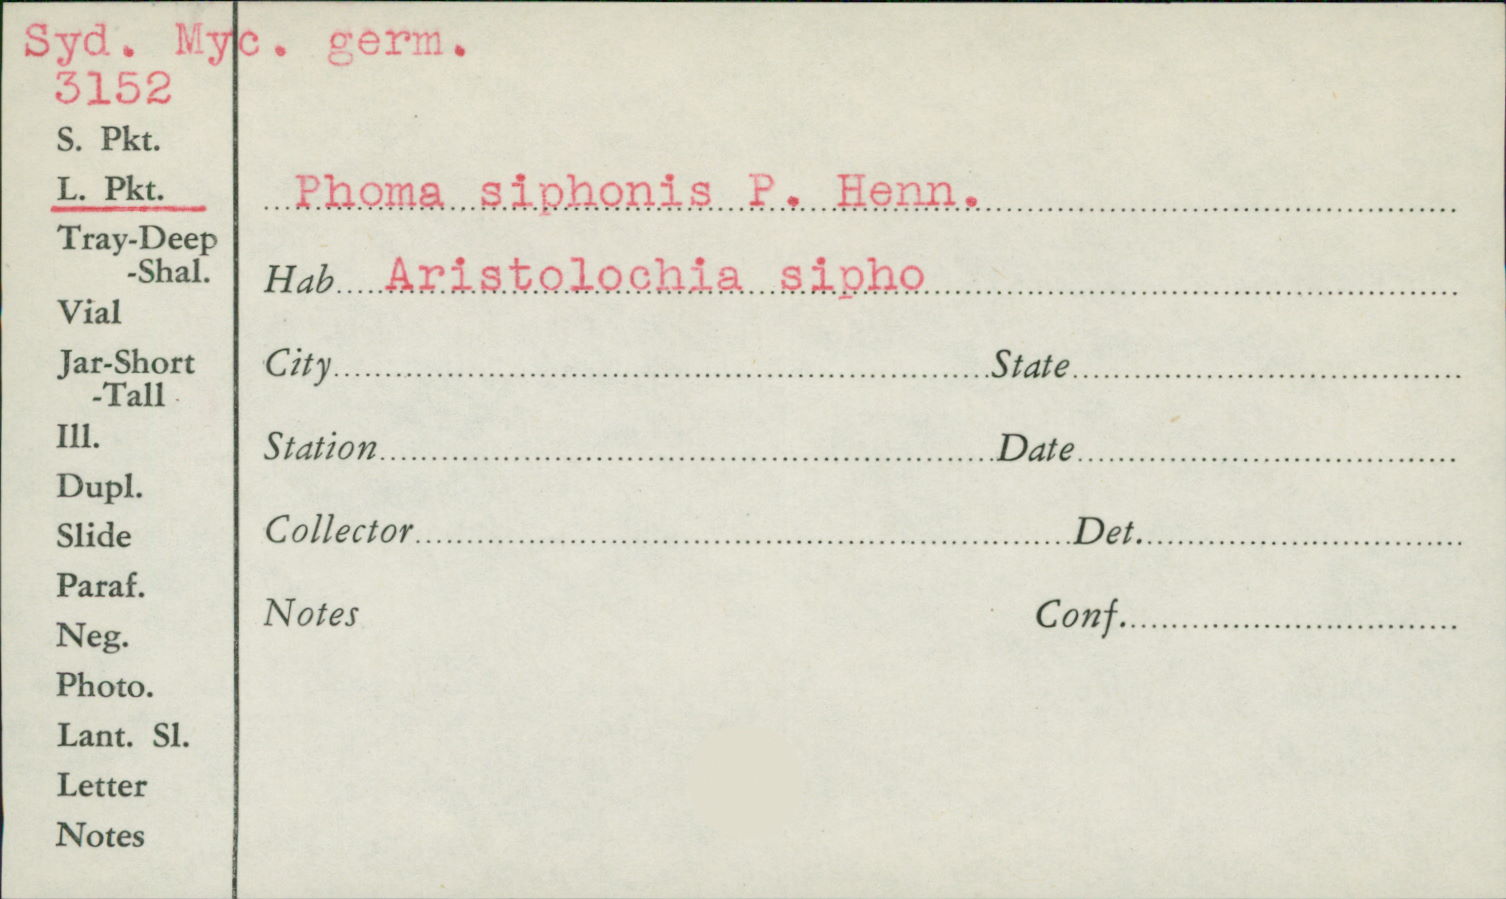 Syd. Myc. germ.
3152
S. Pkt.
L. Pkt.
Tray-Deep
-Shal.
Vial
Jar-Short
-Tall
Ill.
Dupl.
Slide
Paraf.
Neg.
Photo.
Lant. Sl.
Letter
Notes
Phoma siphonis P. Henn.
Hab Aristolochia sipho
City State
Station Date
Collector Det.
Notes Conf.